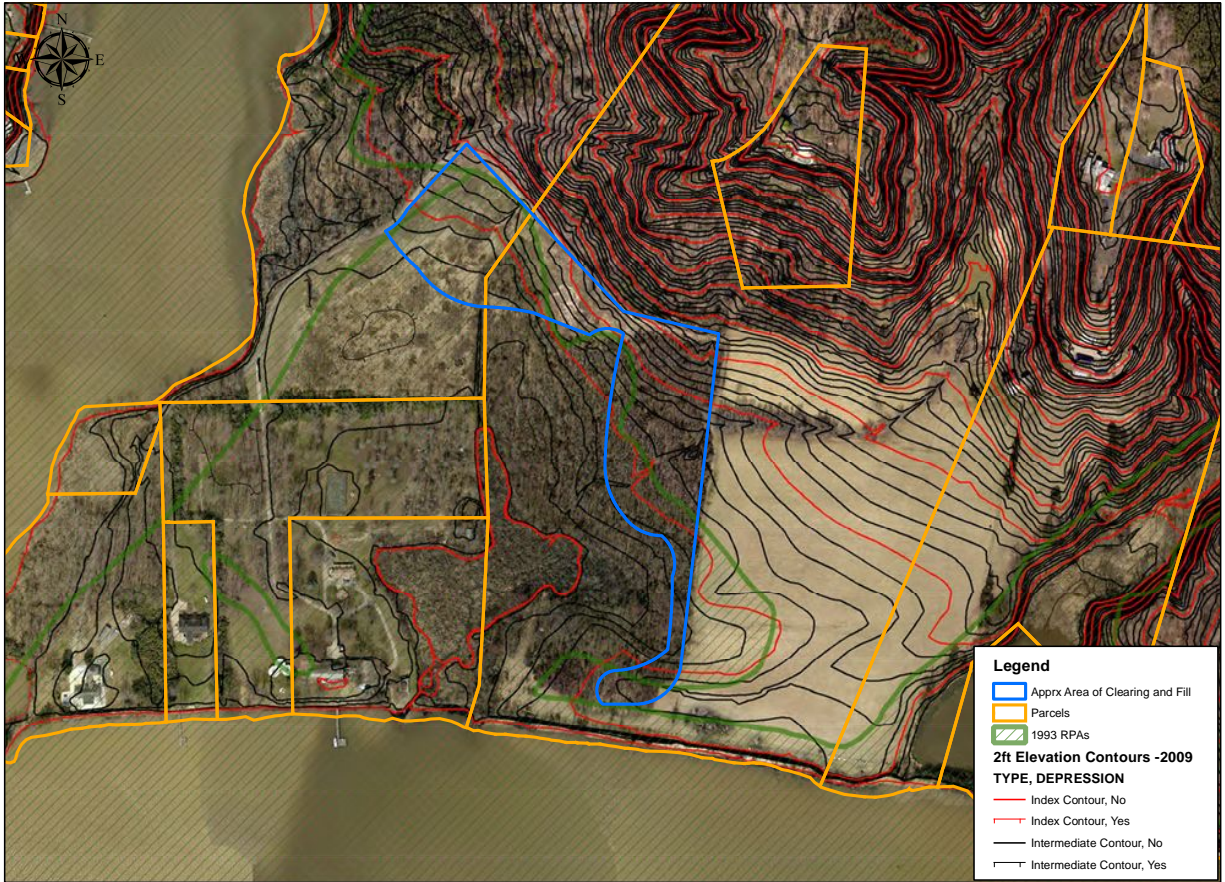 N
E
S
Legend
Apprx Area of Clearing and Fill
Parcels
1993 RPAs
2ft Elevation Contours -2009
TYPE, DEPRESSION
Index Contour, No
Index Contour, Yes
Intermediate Contour, No
Intermediate Contour, Yes